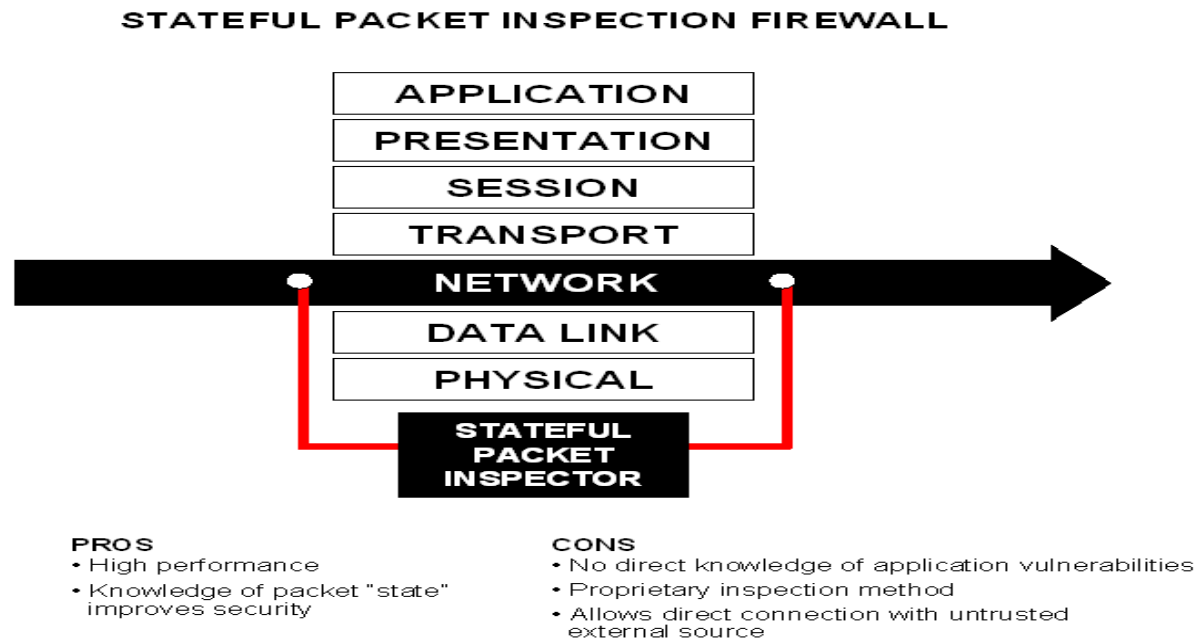 STATEFUL PACKET INSPECTION FIREWALL
APPLICATION
PRESENTATION
SESSION
TRANSPORT
NETWORK
DATA LINK
PHYSICAL
STATEFUL
PACKET
INSPECTOR
PROS
• High performance
• Knowledge of packet "state"
improves security
CONS
• No direct knowledge of application vulnerabilities
• Proprietary inspection method
• Allows direct connection with untrusted
external source